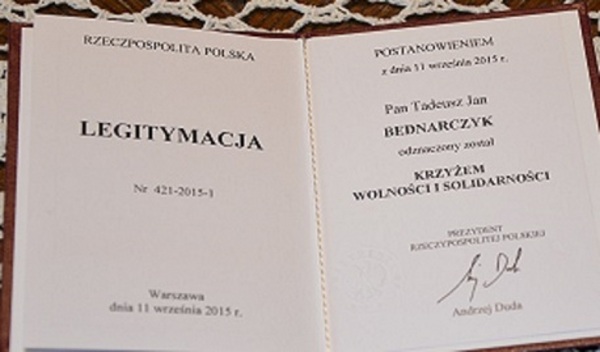 RZECZPOSPOLITA POLSKA
LEGITYMACJA
Nr 421-2015-1
Warszawa
dnia 11 września 2015 r.
POSTANOWIENIEM
z dnia 11 września 2015 r.
Pan Tadeusz Jan
BEDNARCZYK
odznaczony został
KRZYŻEM
WOLNOŚCI I SOLIDARNOŚCI
PREZYDENT
RZECZYPOSPOLITEJ POLSKIEJ
Andrzej Duda